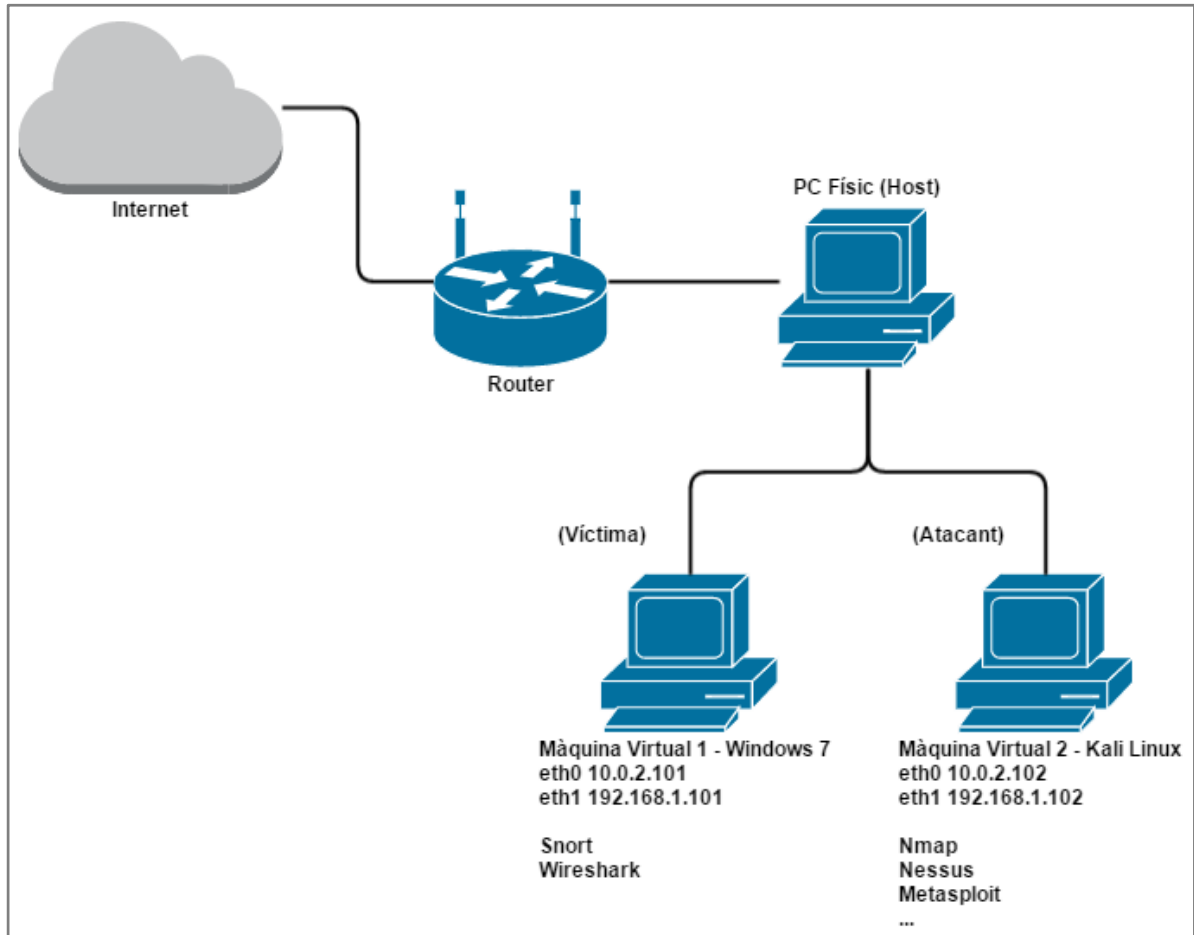 Internet
Router
PC Físic (Host)
(Víctima)
(Atacant)
Màquina Virtual 1 - Windows 7
eth0 10.0.2.101
eth1 192.168.1.101
Snort
Wireshark
Màquina Virtual 2 - Kali Linux
eth0 10.0.2.102
eth1 192.168.1.102
Nmap
Nessus
Metasploit
...